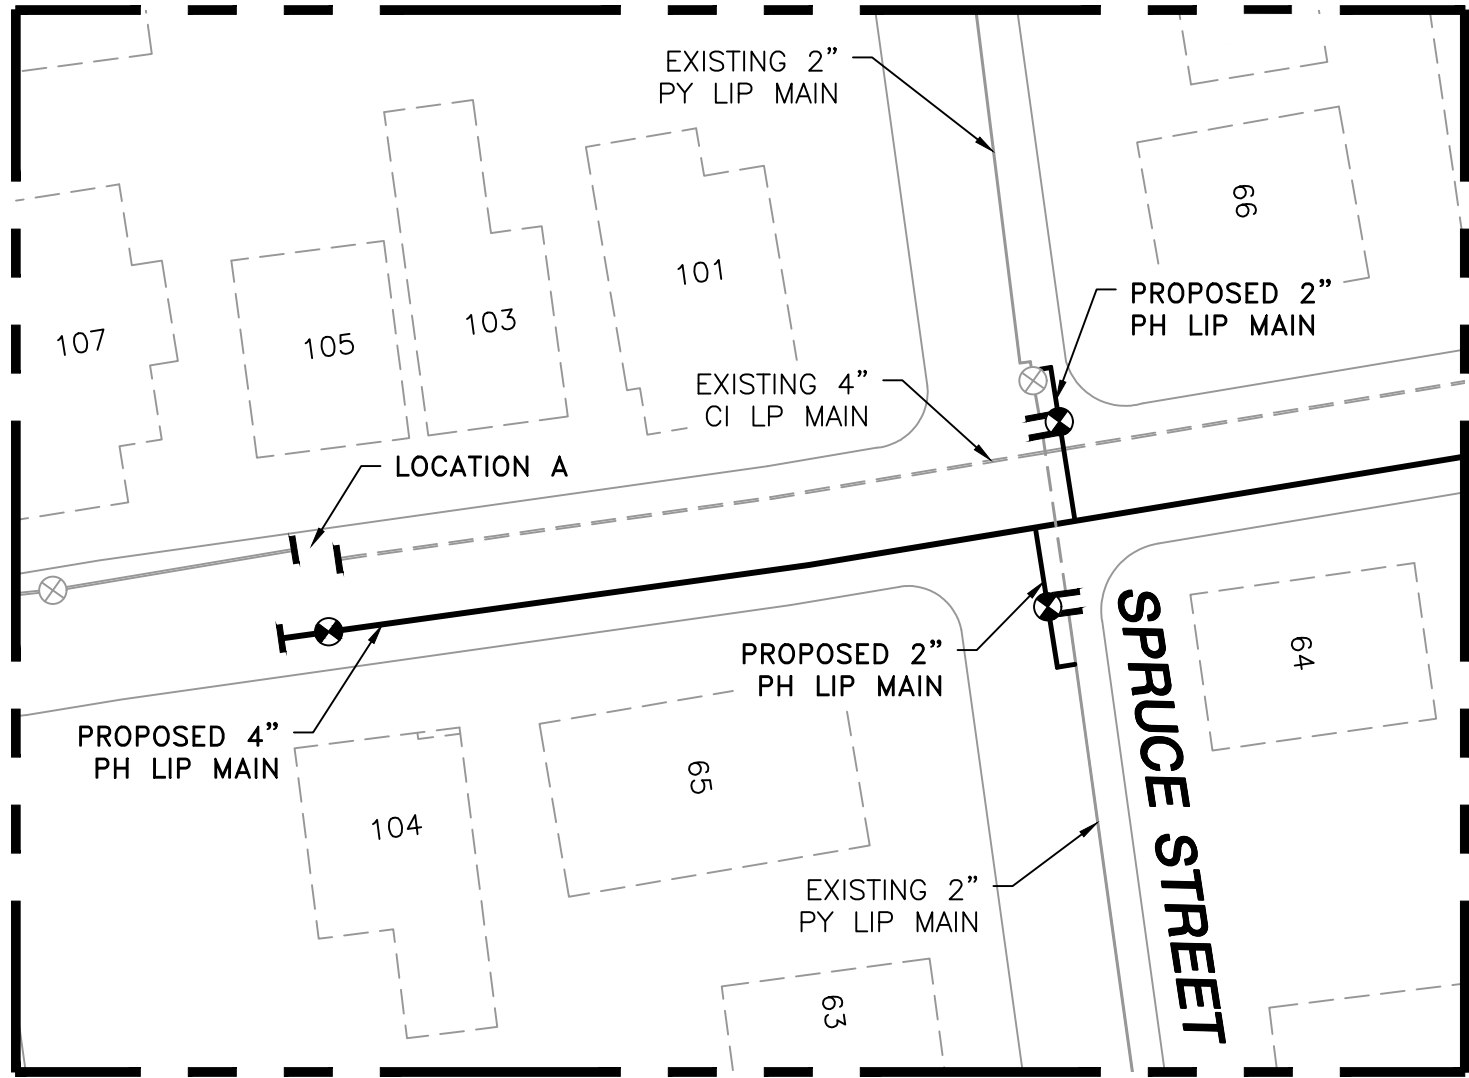 EXISTING 2”
PY LIP MAIN
66
101
PROPOSED 2”
PH LIP MAIN
107
105
103
EXISTING 4”
CI LP MAIN
LOCATION A
PROPOSED 2”
PH LIP MAIN
64
PROPOSED 4”
PH LIP MAIN
65
104
SPRUCE STREET
EXISTING 2”
PY LIP MAIN
63